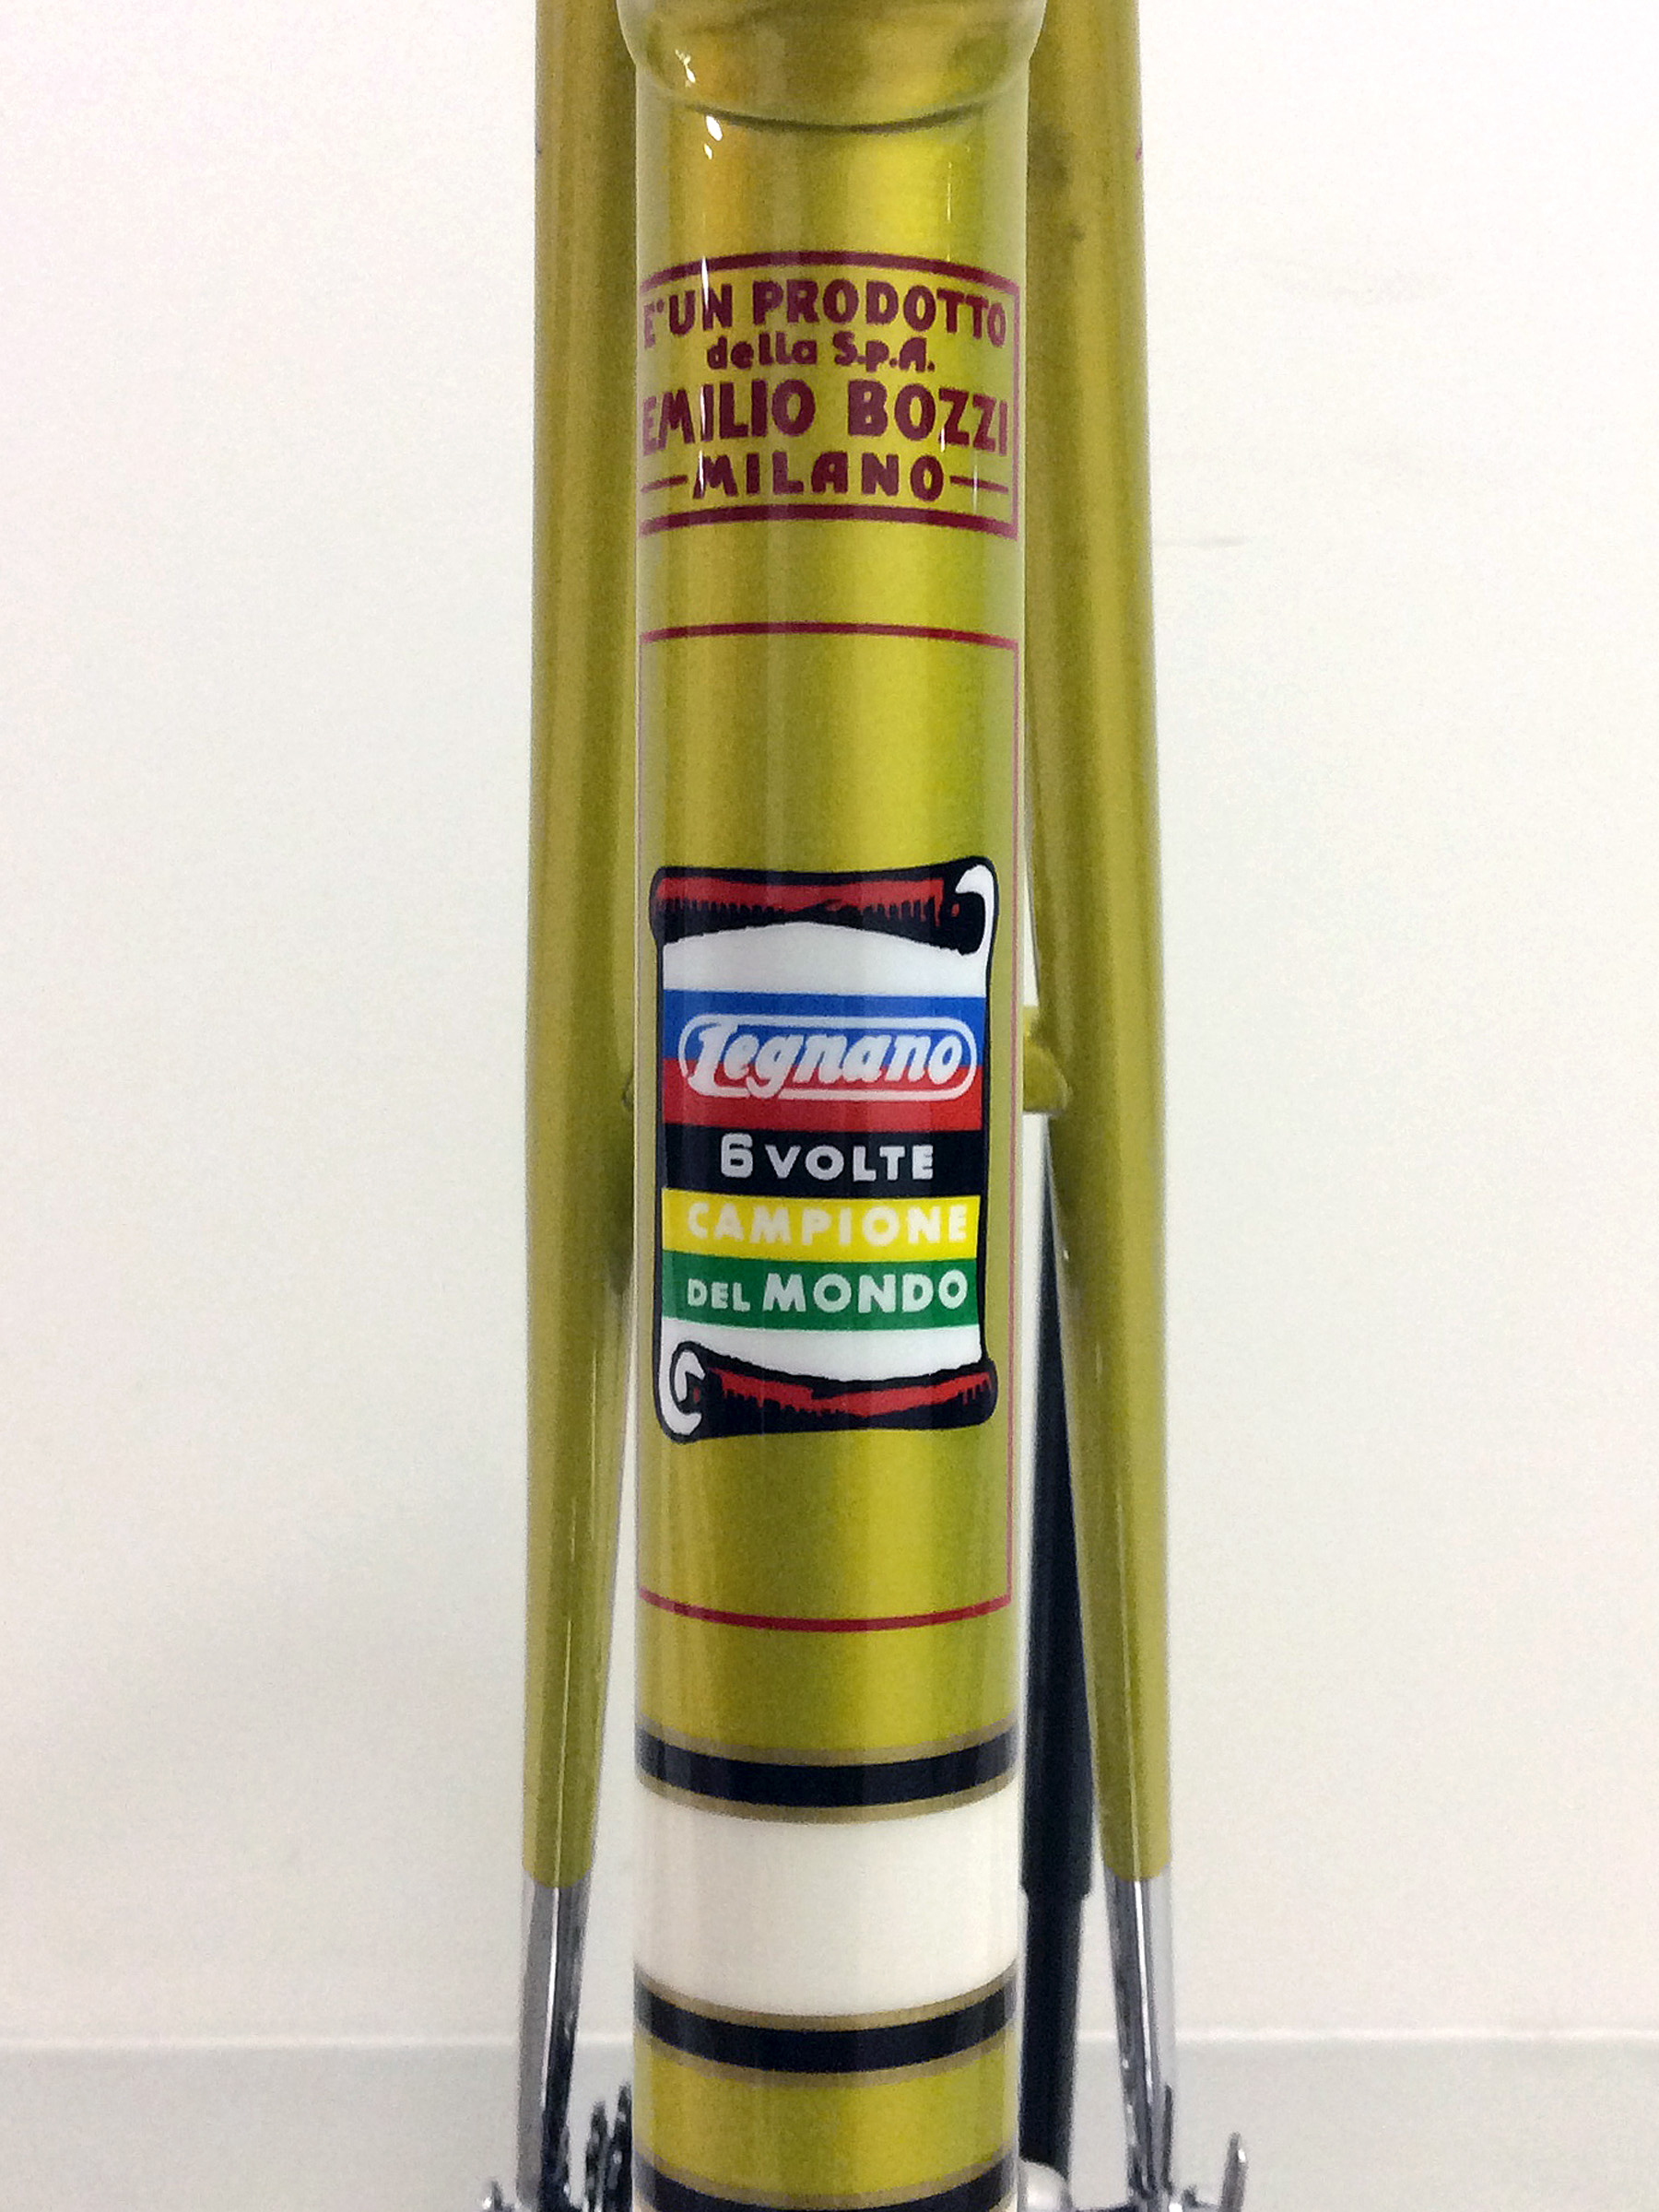 E'UN PRODOTTO
della S.p.A.
EMILIO BOZZI
—MILANO—
Legnano
6 VOLTE
CAMPIONE
DEL MONDO